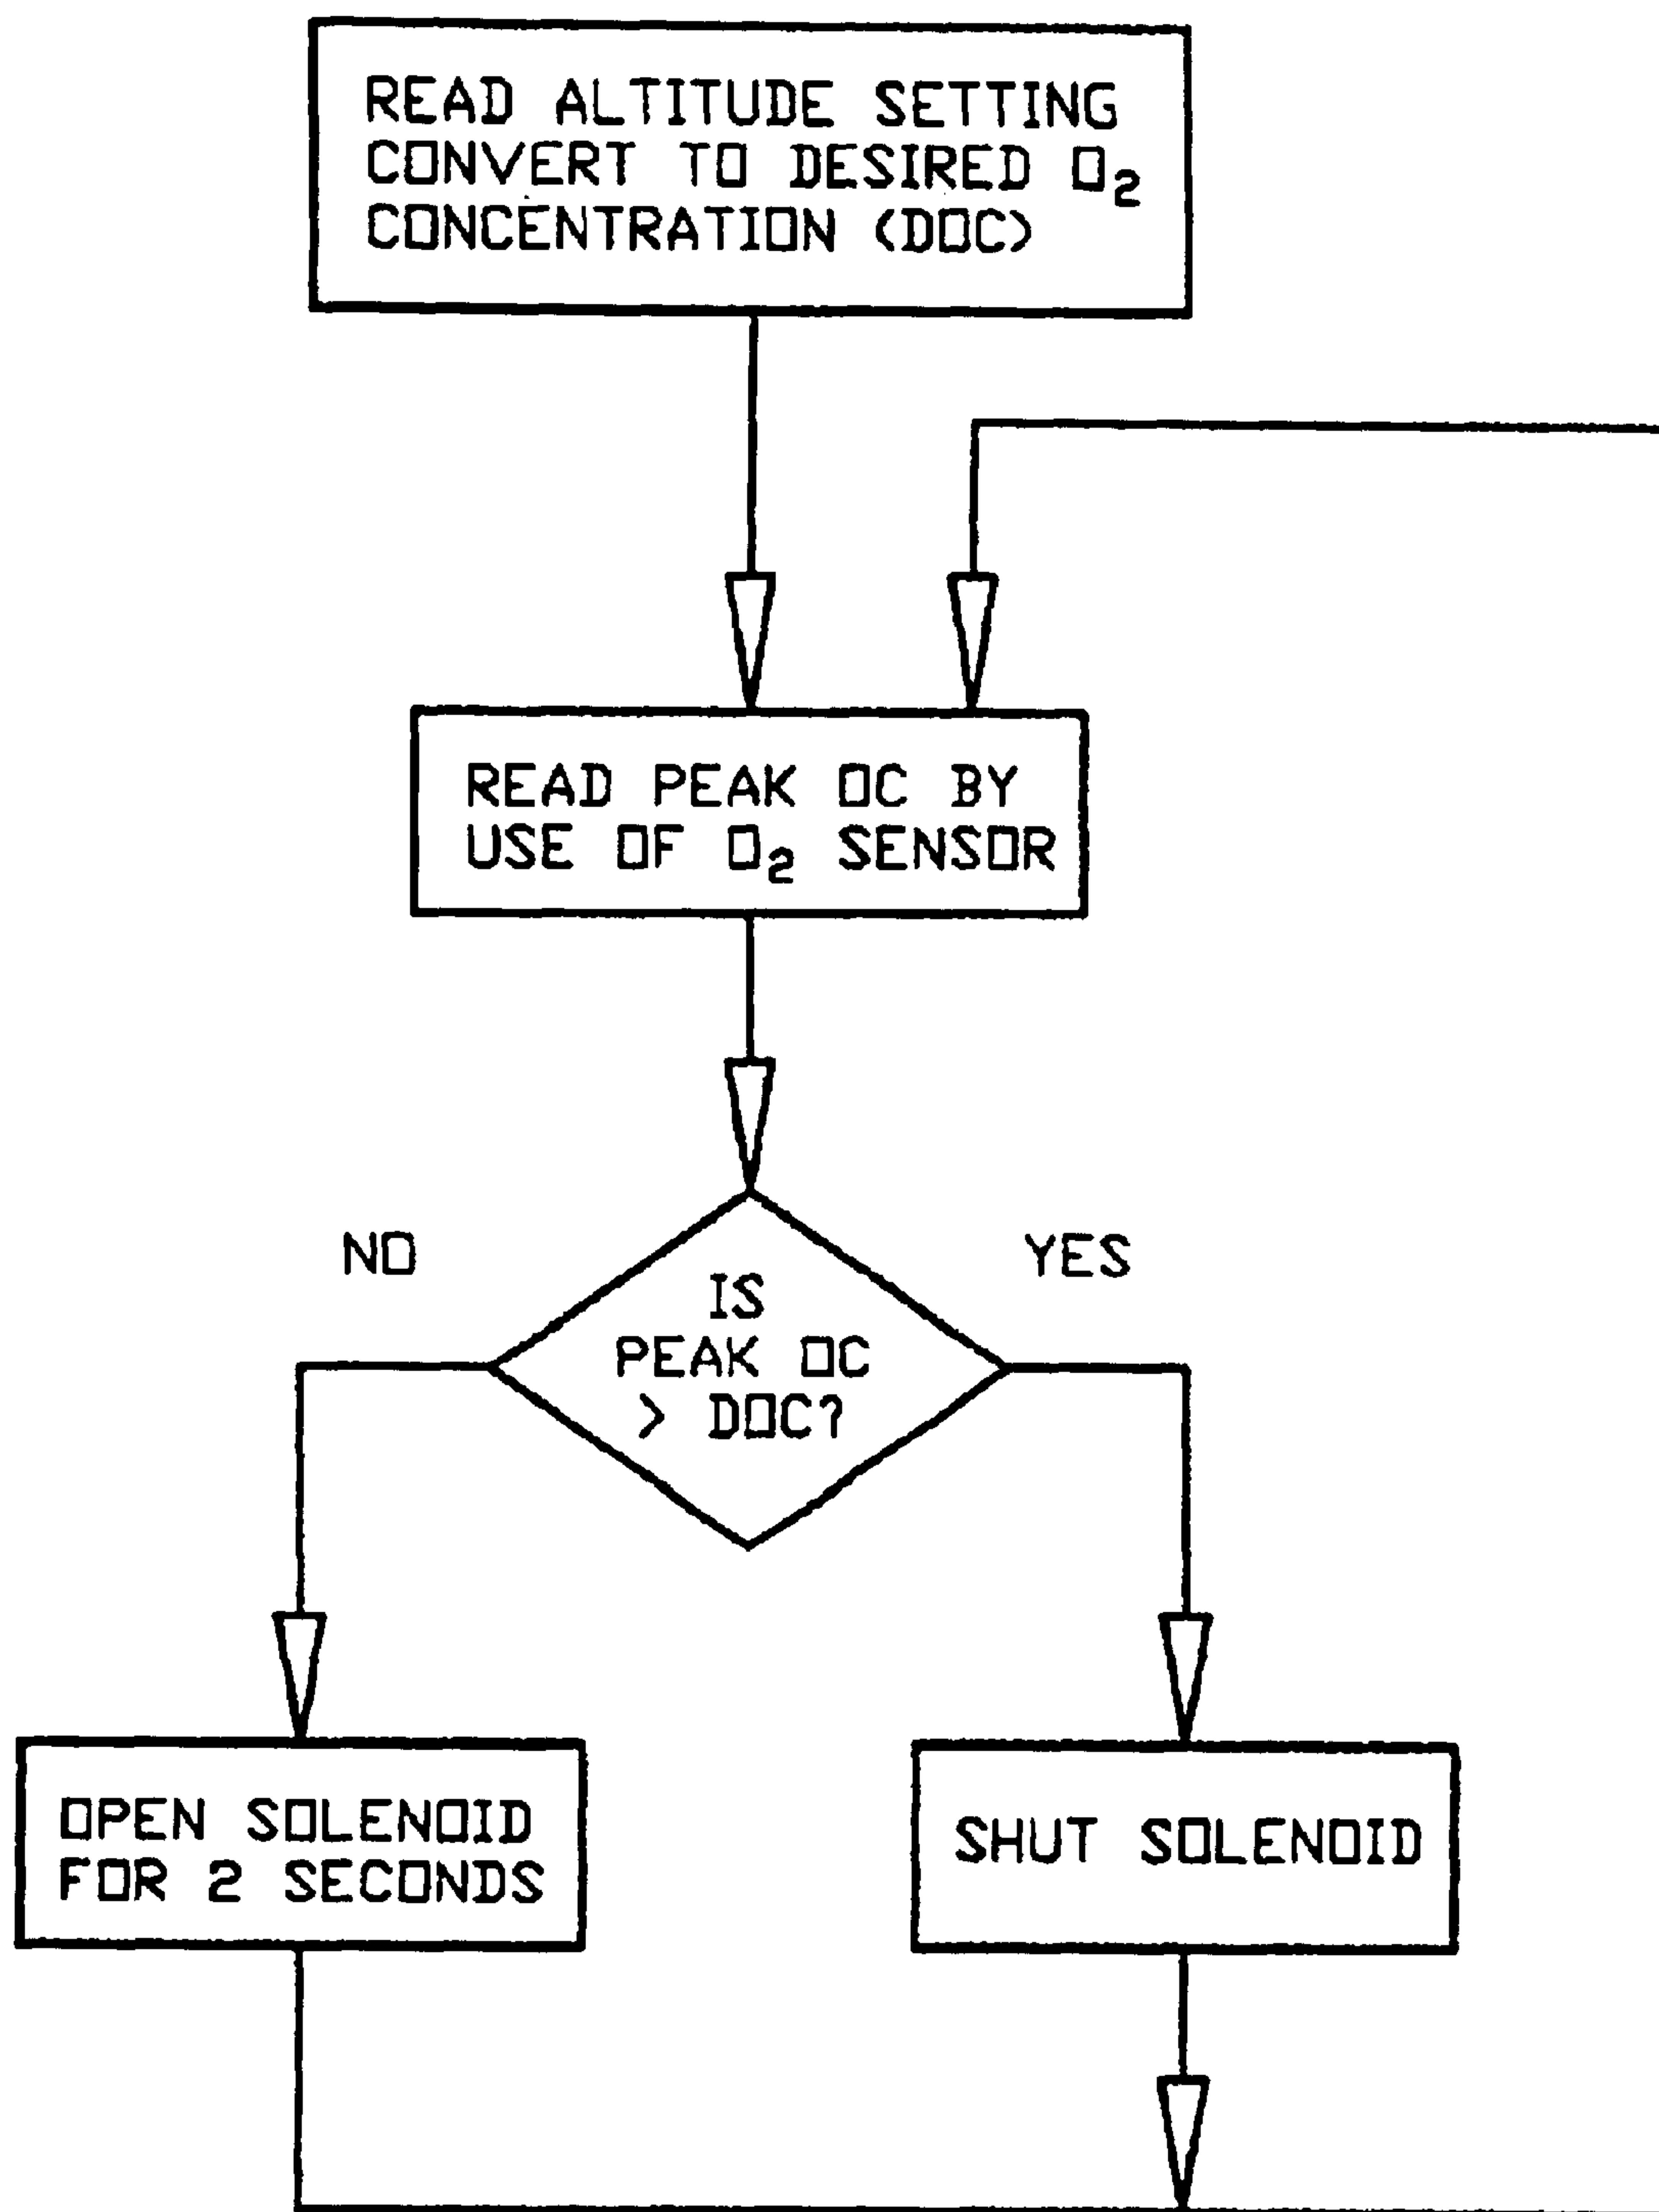 READ ALTITUDE SETTING
CONVERT TO DESIRED O₂
CONCENTRATION (DOC)
READ PEAK OC BY
USE OF O₂ SENSOR
NO
YES
IS
PEAK OC
> DOC?
OPEN SOLENOID
FOR 2 SECONDS
SHUT SOLENOID